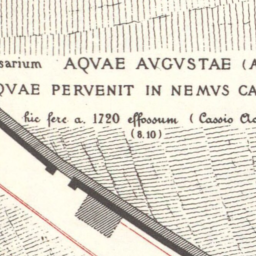 sarium AQVAE AVGVSTAE (A
QVAE PERVENIT IN NEMVS CA
hic fere a. 1720 effossum (Cassio
(8.10)